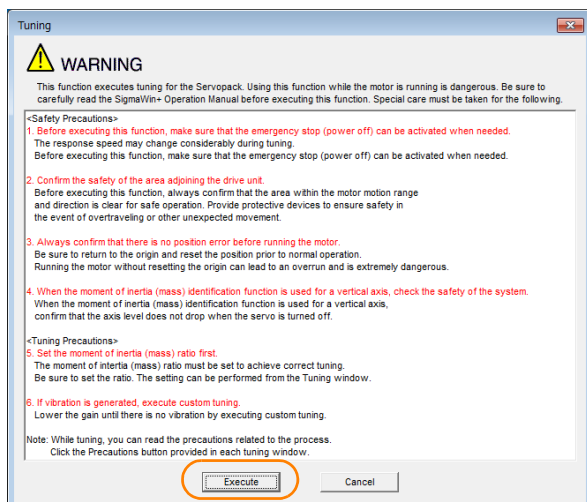 Tuning
WARNING
This function executes tuning for the Servopack. Using this function while the motor is running is dangerous. Be sure to
carefully read the SigmaWin+ Operation Manual before executing this function. Special care must be taken for the following.
<Safety Precautions>
1. Before executing this function, make sure that the emergency stop (power off) can be activated when needed.
The response speed may change considerably during tuning.
Before executing this function, make sure that the emergency stop (power off) can be activated when needed.
2. Confirm the safety of the area adjoining the drive unit.
Before executing this function, always confirm that the area within the motor motion range
and direction is clear for safe operation. Provide protective devices to ensure safety in
the event of overtraveling or other unexpected movement.
3. Always confirm that there is no position error before running the motor.
Be sure to return to the origin and reset the position prior to normal operation.
Running the motor without resetting the origin can lead to an overrun and is extremely dangerous.
4. When the moment of inertia (mass) identification function is used for a vertical axis, check the safety of the system.
When the moment of inertia (mass) identification function is used for a vertical axis,
confirm that the axis level does not drop when the servo is turned off.
<Tuning Precautions>
5. Set the moment of inertia (mass) ratio first.
The moment of intertia (mass) ratio must be set to achieve correct tuning.
Be sure to set the ratio. The setting can be performed from the Tuning window.
6. If vibration is generated, execute custom tuning.
Lower the gain until there is no vibration by executing custom tuning.
Note: While tuning, you can read the precautions related to the process.
Click the Precautions button provided in each tuning window.
Execute Cancel